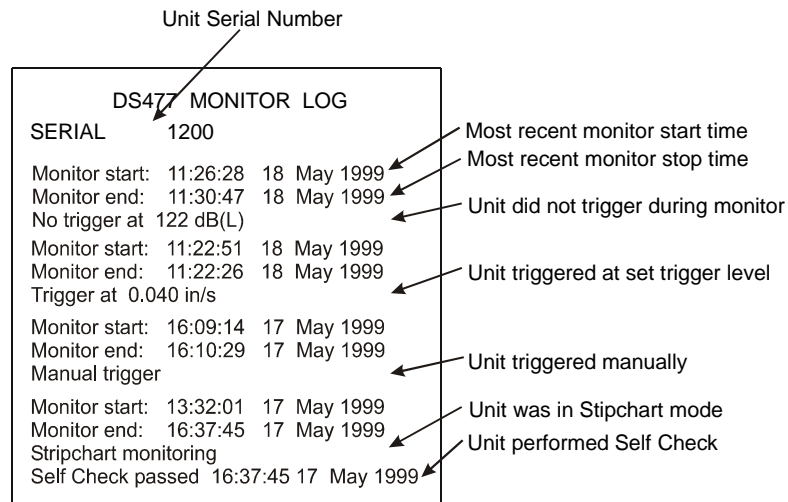 Unit Serial Number
DS477 MONITOR LOG
SERIAL 1200
Monitor start: 11:26:28 18 May 1999
Monitor end: 11:30:47 18 May 1999
No trigger at 122 dB(L)
Monitor start: 11:22:51 18 May 1999
Monitor end: 11:22:26 18 May 1999
Trigger at 0.040 in/s
Monitor start: 16:09:14 17 May 1999
Monitor end: 16:10:29 17 May 1999
Manual trigger
Monitor start: 13:32:01 17 May 1999
Monitor end: 16:37:45 17 May 1999
Stripchart monitoring
Self Check passed 16:37:45 17 May 1999
Most recent monitor start time
Most recent monitor stop time
Unit did not trigger during monitor
Unit triggered at set trigger level
Unit triggered manually
Unit was in Stipchart mode
Unit performed Self Check